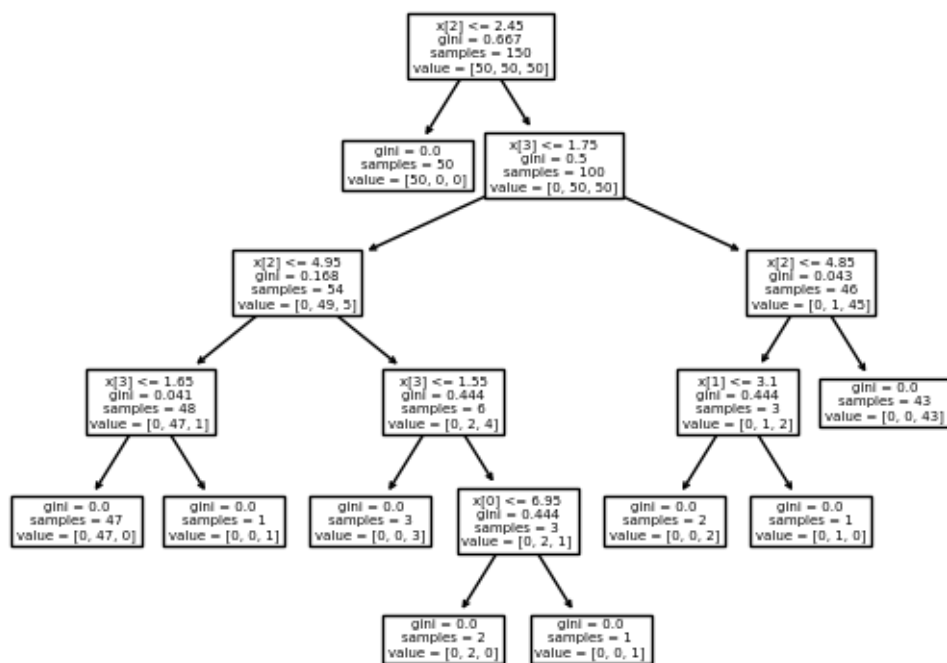 x[2] <= 2.45
gini = 0.667
samples = 150
value = [50, 50, 50]
gini = 0.0
samples = 50
value = [50, 0, 0]
x[3] <= 1.75
gini = 0.5
samples = 100
value = [0, 50, 50]
x[2] <= 4.95
gini = 0.168
samples = 54
value = [0, 49, 5]
x[2] <= 4.85
gini = 0.043
samples = 46
value = [0, 1, 45]
x[3] <= 1.65
gini = 0.041
samples = 48
value = [0, 47, 1]
x[3] <= 1.55
gini = 0.444
samples = 6
value = [0, 2, 4]
x[1] <= 3.1
gini = 0.444
samples = 3
value = [0, 1, 2]
gini = 0.0
samples = 43
value = [0, 0, 43]
gini = 0.0
samples = 47
value = [0, 47, 0]
gini = 0.0
samples = 1
value = [0, 0, 1]
gini = 0.0
samples = 3
value = [0, 0, 3]
x[0] <= 6.95
gini = 0.444
samples = 3
value = [0, 2, 1]
gini = 0.0
samples = 2
value = [0, 0, 2]
gini = 0.0
samples = 1
value = [0, 1, 0]
gini = 0.0
samples = 2
value = [0, 2, 0]
gini = 0.0
samples = 1
value = [0, 0, 1]